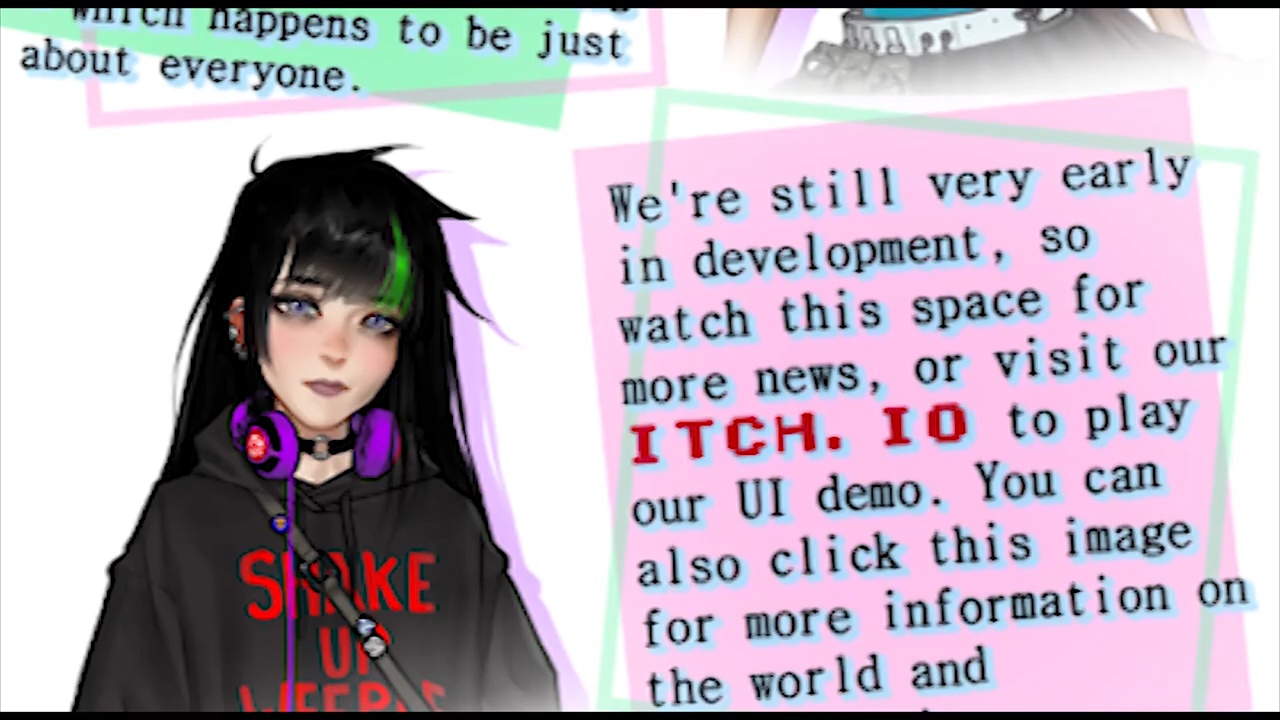 which happens to be just
about everyone.
We're still very early
in development, so
watch this space for
more news, or visit our
ITCH. IO to play
our UI demo. You can
also click this image
for more information on
the world and
SHAKE
UP